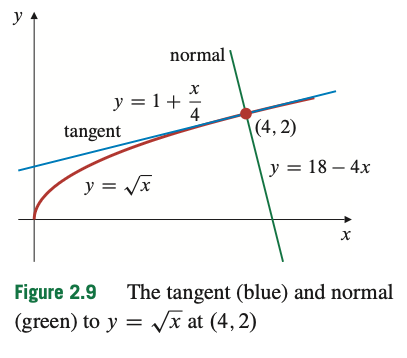 y
normal
y = 1 + x/4
tangent
(4, 2)
y = 18 – 4x
y = √x
x
Figure 2.9 The tangent (blue) and normal
(green) to y = √x at (4, 2)